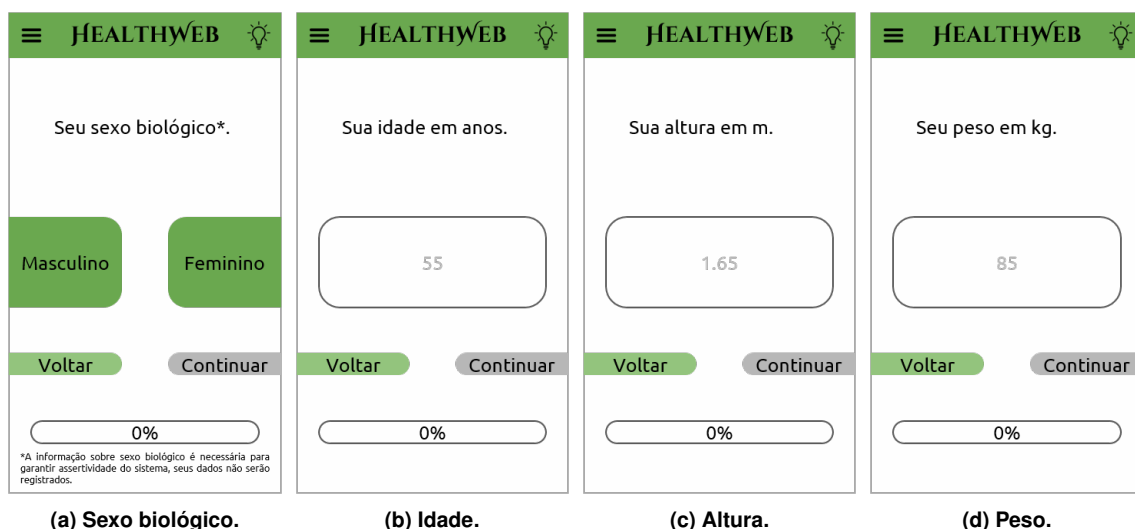 HEALTHWEB
Seu sexo biológico*.
Masculino
Feminino
Voltar
Continuar
0%
*A informação sobre sexo biológico é necessária para
garantir assertividade do sistema, seus dados não serão
registrados.
(a) Sexo biológico.
HEALTHWEB
Sua idade em anos.
55
Voltar
Continuar
0%
(b) Idade.
HEALTHWEB
Sua altura em m.
1.65
Voltar
Continuar
0%
(c) Altura.
HEALTHWEB
Seu peso em kg.
85
Voltar
Continuar
0%
(d) Peso.